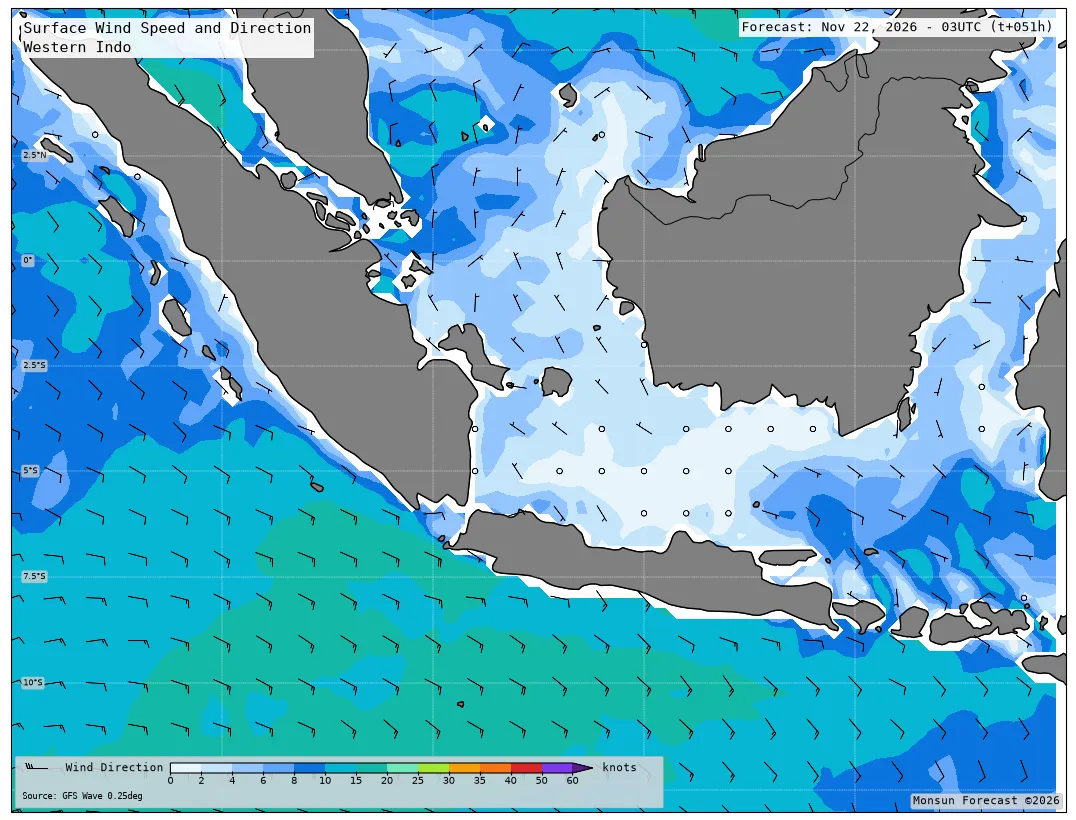 Surface Wind Speed and Direction
Western Indo
Forecast: Nov 22, 2026 - 03UTC (t+051h)
2.5°N
0°
2.5°S
5°S
7.5°S
10°S
Wind Direction
0 2 4 6 8 10 15 20 25 30 35 40 50 60
knots
Source: GFS Wave 0.25deg
Monsun Forecast ©2026